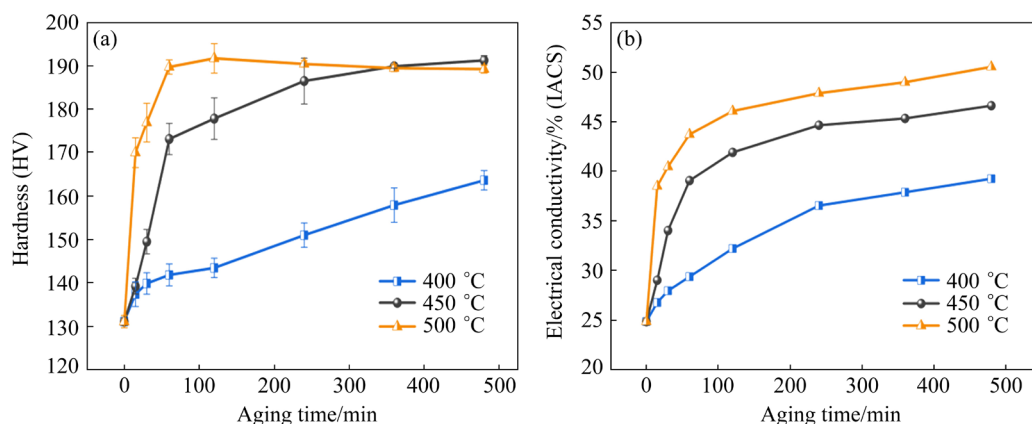 (a)
200
190
180
170
160
150
140
130
120
Hardness (HV)
0 100 200 300 400 500
Aging time/min
400 °C
450 °C
500 °C
(b)
55
50
45
40
35
30
25
20
Electrical conductivity/% (IACS)
0 100 200 300 400 500
Aging time/min
400 °C
450 °C
500 °C